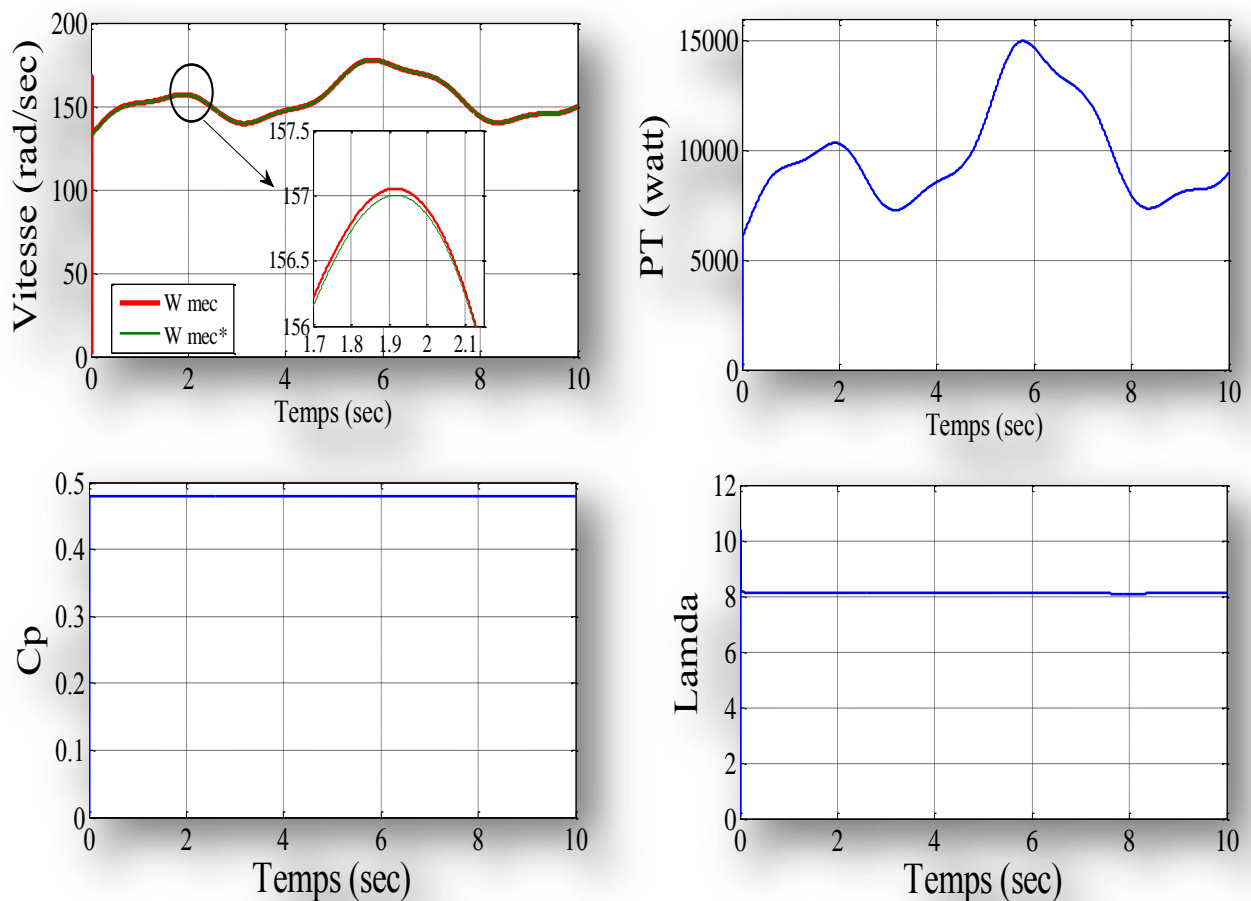 Vitesse (rad/sec)
200
150
100
50
0
0 2 4 6 8 10
Temps (sec)
W mec
W mec*
157.5
157
156.5
156
1.7 1.8 1.9 2 2.1
PT (watt)
15000
10000
5000
0
0 2 4 6 8 10
Temps (sec)
Cp
0.5
0.4
0.3
0.2
0.1
0
0 2 4 6 8 10
Temps (sec)
Lamda
12
10
8
6
4
2
0
0 2 4 6 8 10
Temps (sec)